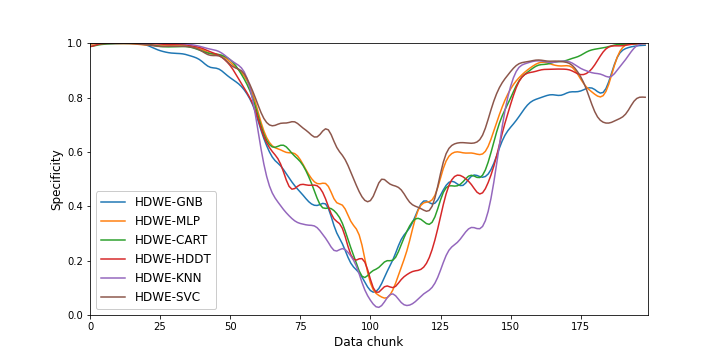 1.0
0.8
0.6
0.4
0.2
0.0
Specificity
HDWE-GNB
HDWE-MLP
HDWE-CART
HDWE-HDDT
HDWE-KNN
HDWE-SVC
0 25 50 75 100 125 150 175
Data chunk